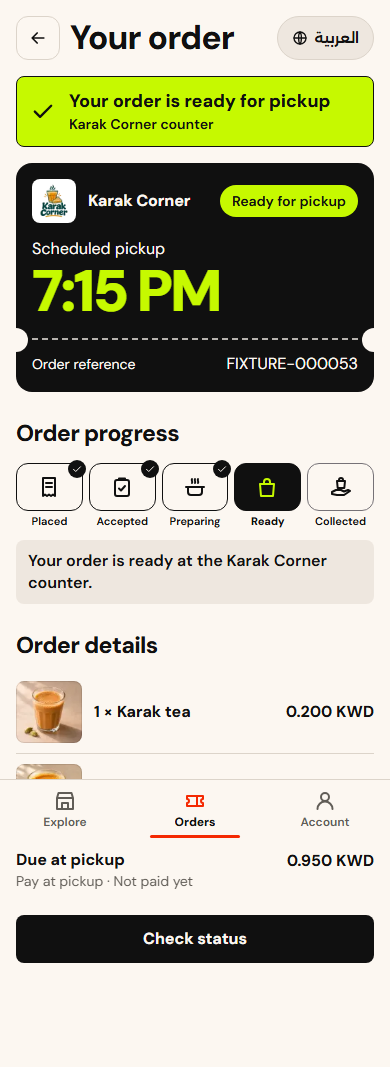 Your order
العربية
Your order is ready for pickup
Karak Corner counter
Karak Corner
Karak Corner
Ready for pickup
Scheduled pickup
7:15 PM
Order reference
FIXTURE-000053
Order progress
Placed
Accepted
Preparing
Ready
Collected
Your order is ready at the Karak Corner
counter.
Order details
1 × Karak tea
0.200 KWD
Explore
Orders
Account
Due at pickup
0.950 KWD
Pay at pickup · Not paid yet
Check status